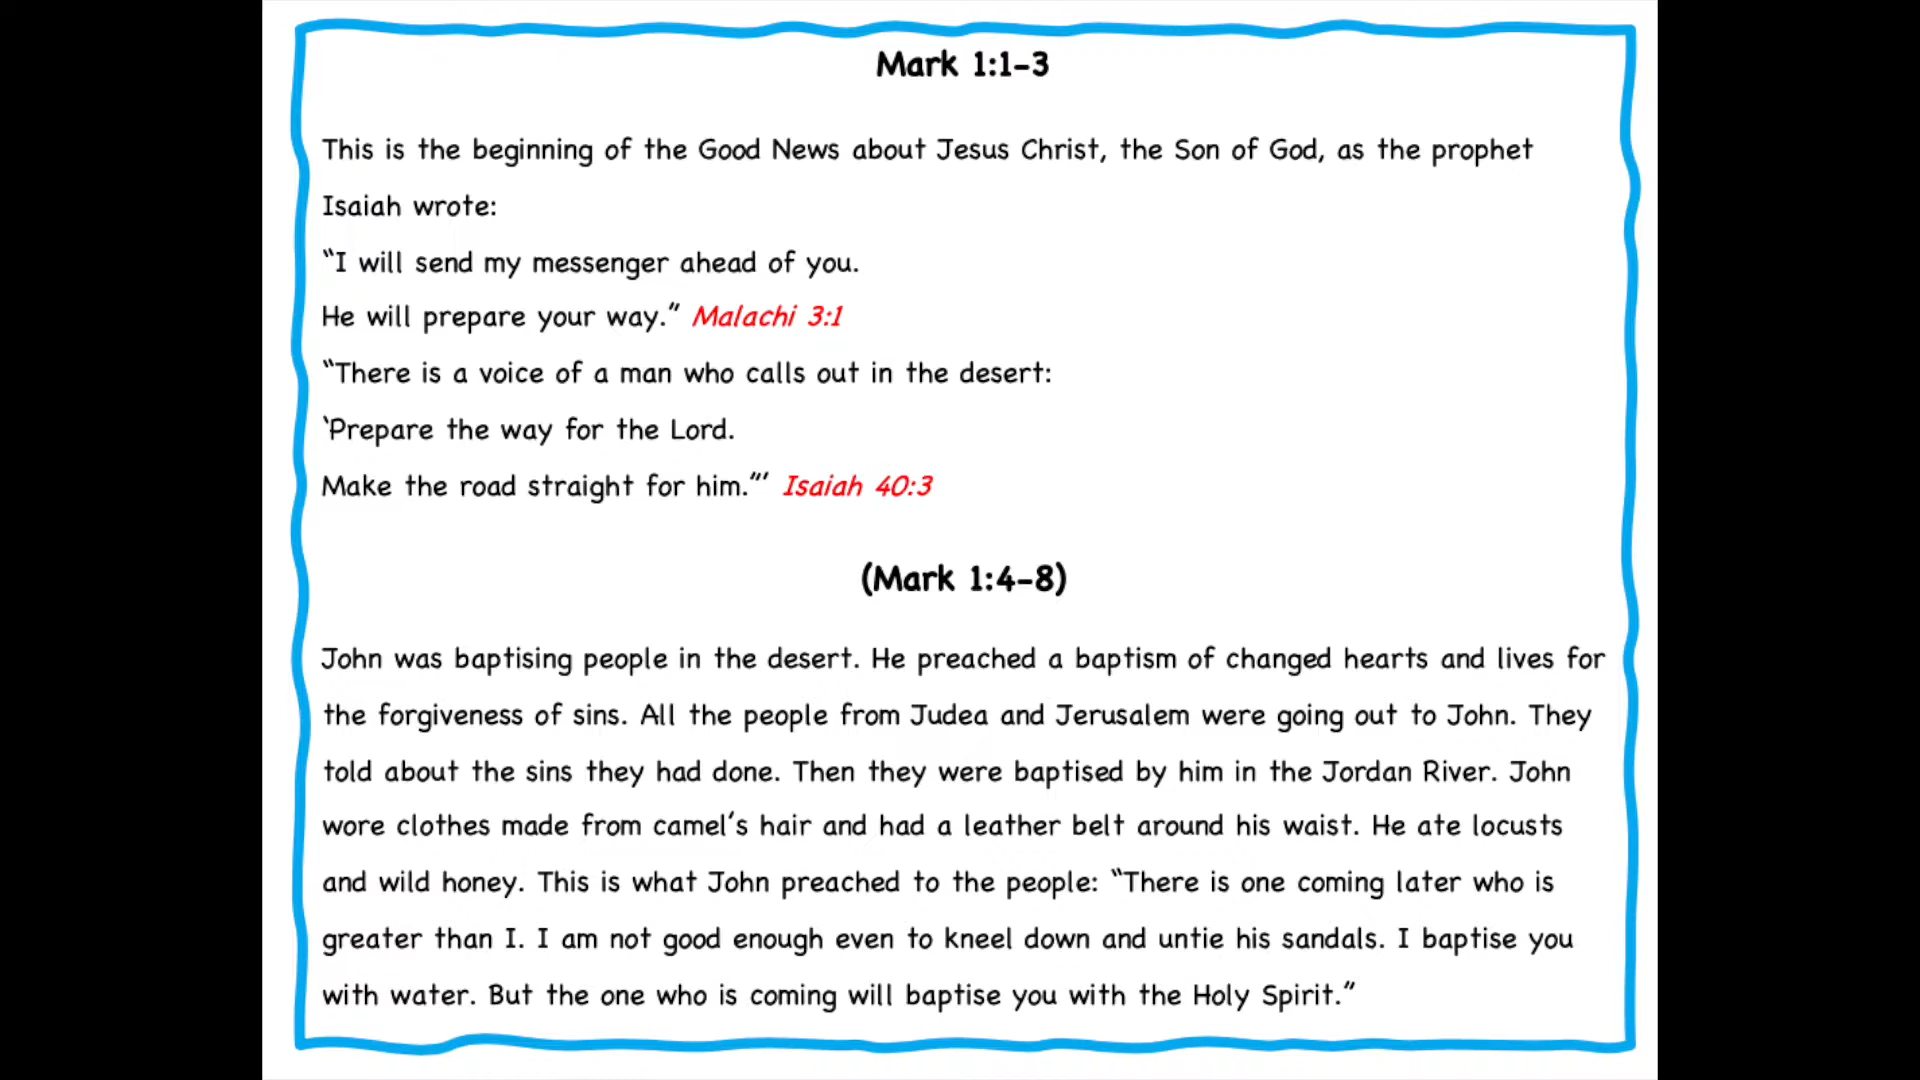 Mark 1:1-3
This is the beginning of the Good News about Jesus Christ, the Son of God, as the prophet
Isaiah wrote:
“I will send my messenger ahead of you.
He will prepare your way.” Malachi 3:1
“There is a voice of a man who calls out in the desert:
‘Prepare the way for the Lord.
Make the road straight for him.”’ Isaiah 40:3
(Mark 1:4-8)
John was baptising people in the desert. He preached a baptism of changed hearts and lives for
the forgiveness of sins. All the people from Judea and Jerusalem were going out to John. They
told about the sins they had done. Then they were baptised by him in the Jordan River. John
wore clothes made from camel’s hair and had a leather belt around his waist. He ate locusts
and wild honey. This is what John preached to the people: “There is one coming later who is
greater than I. I am not good enough even to kneel down and untie his sandals. I baptise you
with water. But the one who is coming will baptise you with the Holy Spirit.”